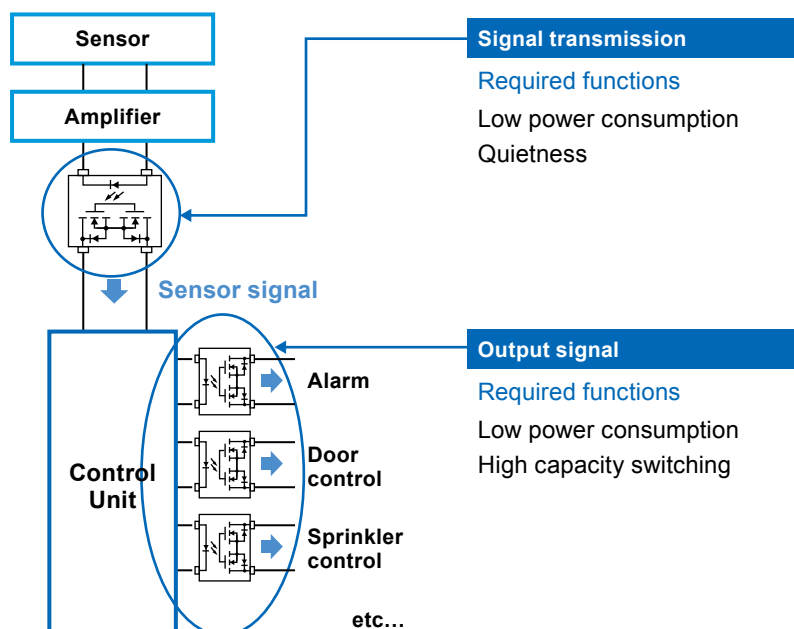 Sensor
Amplifier
Signal transmission
Required functions
Low power consumption
Quietness
Sensor signal
Control
Unit
Alarm
Door
control
Sprinkler
control
etc...
Output signal
Required functions
Low power consumption
High capacity switching